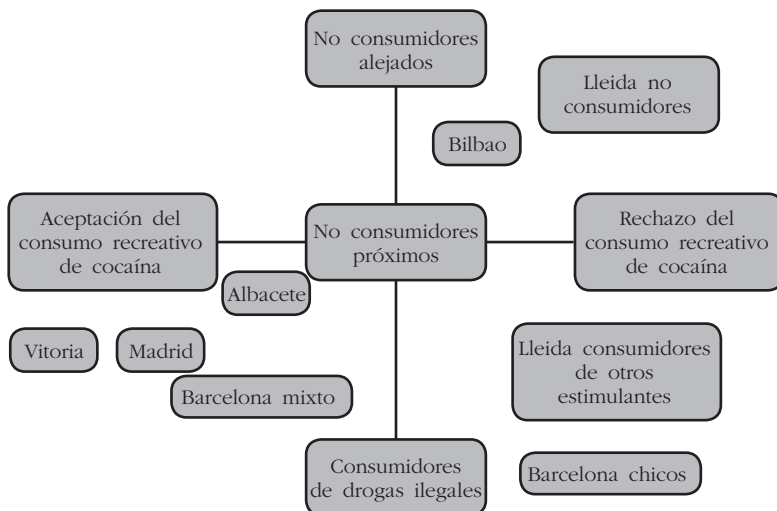 No consumidores
alejados
Lleida no
consumidores
Bilbao
Aceptación del
consumo recreativo
de cocaína
No consumidores
próximos
Rechazo del
consumo recreativo
de cocaína
Albacete
Vitoria
Madrid
Lleida consumidores
de otros
estimulantes
Barcelona mixto
Consumidores
de drogas ilegales
Barcelona chicos